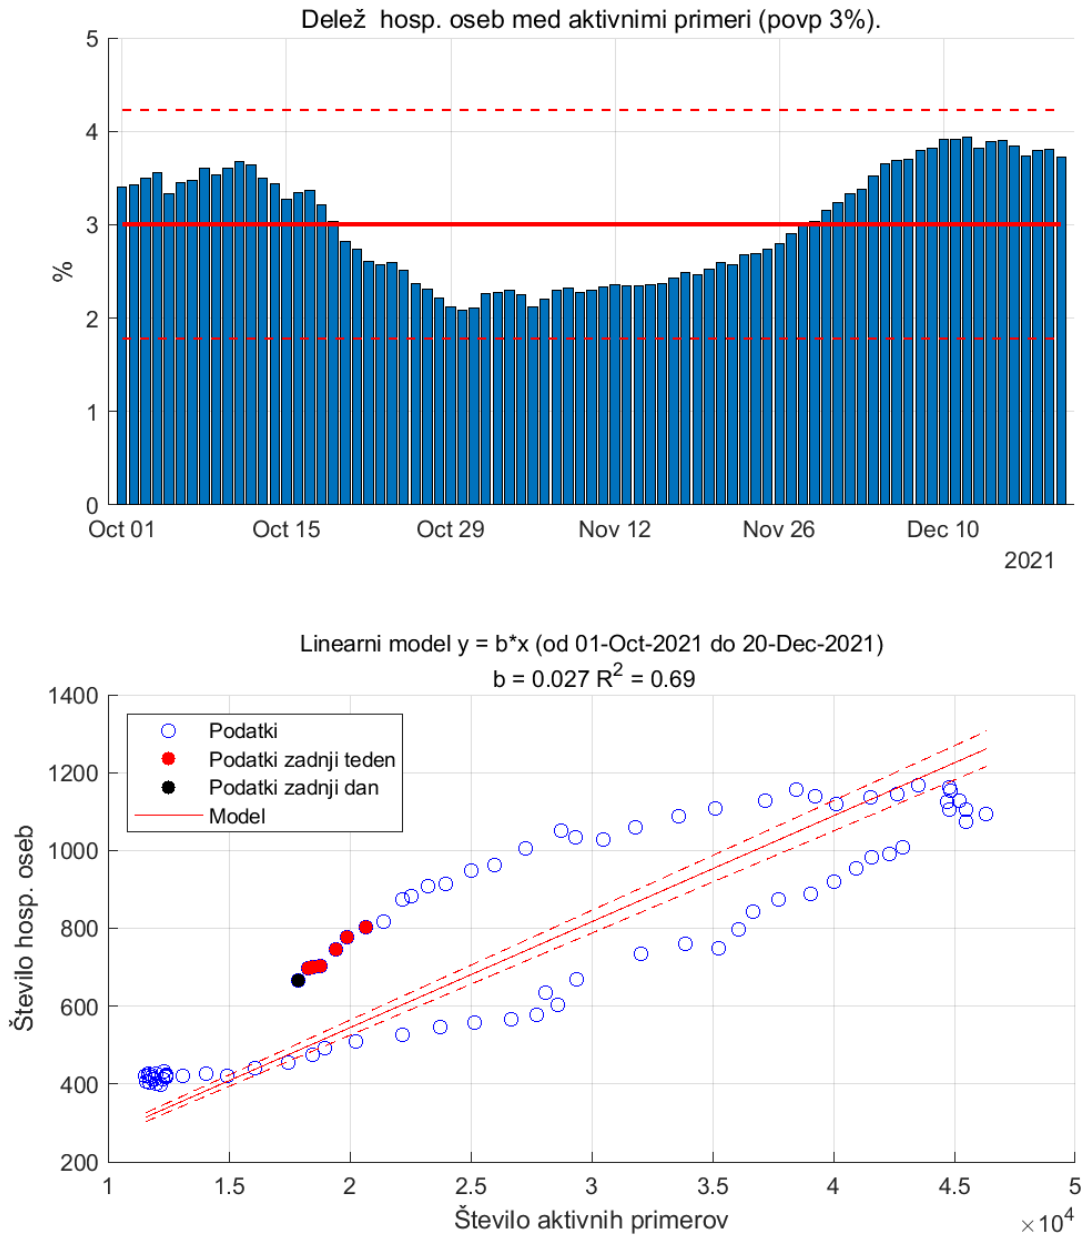 Delež  hosp. oseb med aktivnimi primeri (povp 3%).
5
4
3
2
1
0
%
Oct 01 Oct 15 Oct 29 Nov 12 Nov 26 Dec 10
2021
Linearni model y = b*x (od 01-Oct-2021 do 20-Dec-2021)
b = 0.027 R² = 0.69
1400
1200
1000
800
600
400
200
Število hosp. oseb
Podatki
Podatki zadnji teden
Podatki zadnji dan
Model
1 1.5 2 2.5 3 3.5 4 4.5 5
Število aktivnih primerov
×10⁴